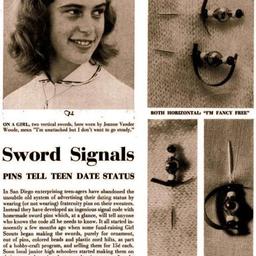 ON A GIRL, two vertical swords, here worn by Joanne Vander
Woude, mean "I'm unattached but I don't want to go steady."
BOTH HORIZONTAL: "I'M FANCY FREE"
Sword Signals
PINS TELL TEEN DATE STATUS
In San Diego enterprising teen-agers have abandoned the
unsubtle old system of advertising their dating status by
wearing (or not wearing) fraternity pins on their sweaters.
Instead they have developed an ingenious signal code with
homemade sword pins which, at a glance, will tell anyone
who knows the code all he needs to know. It all started in-
nocently a few months ago when some fund-raising Girl
Scouts began making the swords, purely for ornament,
out of pins, colored beads and plastic cord hilts, as part
of a hobby-craft program, and selling them for 15¢ each.
Soon local junior high schoolers started making them on